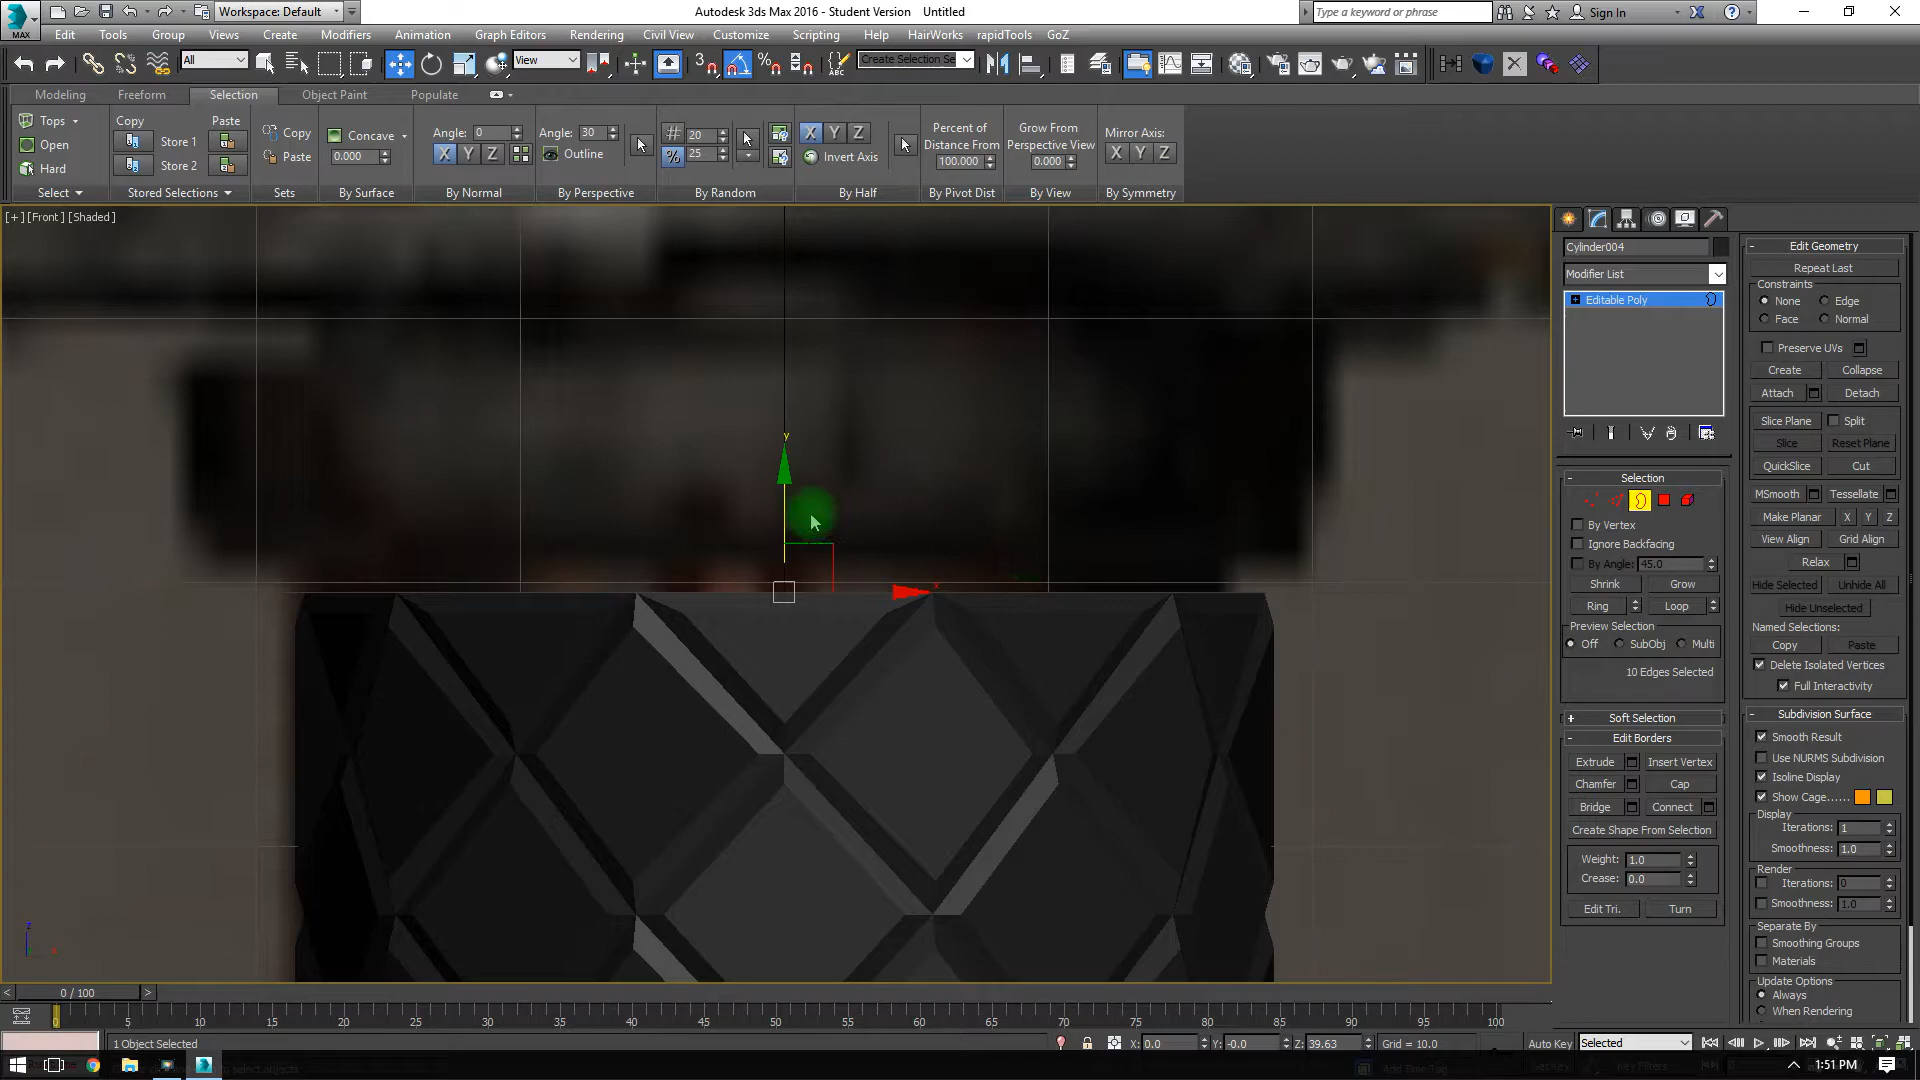 MAX
Workspace: Default
Autodesk 3ds Max 2016 - Student Version    Untitled
Type a keyword or phrase
Sign In
Edit Tools Group Views Create Modifiers Animation Graph Editors Rendering Civil View Customize Scripting Help HairWorks rapidTools GoZ
All
View
3
ABC
Create Selection Se
Modeling Freeform Selection Object Paint Populate
Tops
Open
Hard
Select
Copy Paste
Store 1
Store 2
Stored Selections
Copy
Paste
Sets
Concave
0.000
By Surface
Angle: 0
X Y Z
By Normal
Angle: 30
Outline
By Perspective
# 20
% 25
By Random
X Y Z
Invert Axis
By Half
Percent of
Distance From
100.000
By Pivot Dist
Grow From
Perspective View
0.000
By View
Mirror Axis:
X Y Z
By Symmetry
[+] [Front] [Shaded]
y
x
z
x
Cylinder004
Modifier List
Editable Poly
Selection
By Vertex
Ignore Backfacing
By Angle: 45.0
Shrink Grow
Ring Loop
Preview Selection
Off SubObj Multi
10 Edges Selected
Soft Selection
Edit Borders
Extrude Insert Vertex
Chamfer Cap
Bridge Connect
Create Shape From Selection
Weight: 1.0
Crease: 0.0
Edit Tri. Turn
Edit Geometry
Repeat Last
Constraints
None Edge
Face Normal
Preserve UVs
Create Collapse
Attach Detach
Slice Plane Split
Slice Reset Plane
QuickSlice Cut
MSmooth Tessellate
Make Planar X Y Z
View Align Grid Align
Relax
Hide Selected Unhide All
Hide Unselected
Named Selections:
Copy Paste
Delete Isolated Vertices
Full Interactivity
Subdivision Surface
Smooth Result
Use NURMS Subdivision
Isoline Display
Show Cage......
Display
Iterations: 1
Smoothness: 1.0
Render
Iterations: 0
Smoothness: 1.0
Separate By
Smoothing Groups
Materials
Update Options
Always
When Rendering
< 0 / 100 >
0 5 10 15 20 25 30 35 40 45 50 55 60 65 70 75 80 85 90 95 100
1 Object Selected
X: 0.0 Y: -0.0 Z: 39.63 Grid = 10.0
Auto Key Selected
Add Time Tag
1:51 PM